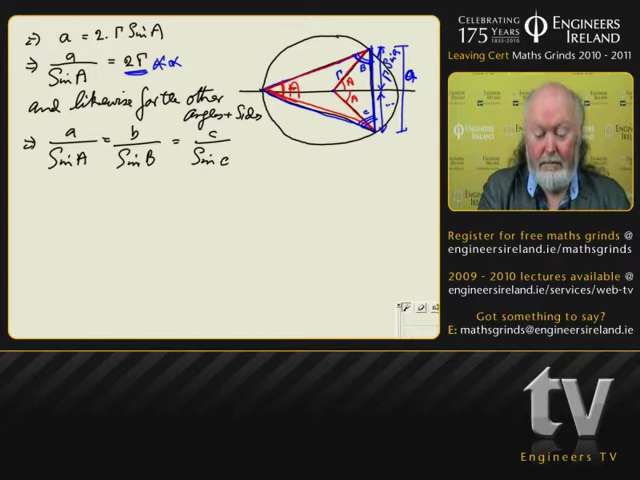 ⇒ a = 2. r Sin A
⇒ a/Sin A = 2r
and likewise for the other
angles + Sides
⇒ a/Sin A = b/Sin B = c/Sin C
A
B
C
r
A
A
a
CELEBRATING
175 YEARS
1835-2010
ENGINEERS
IRELAND
Leaving Cert Maths Grinds 2010 - 2011
Register for free maths grinds @
engineersireland.ie/mathsgrinds
2009 - 2010 lectures available @
engineersireland.ie/services/web-tv
Got something to say?
E: mathsgrinds@engineersireland.ie
tv
Engineers TV